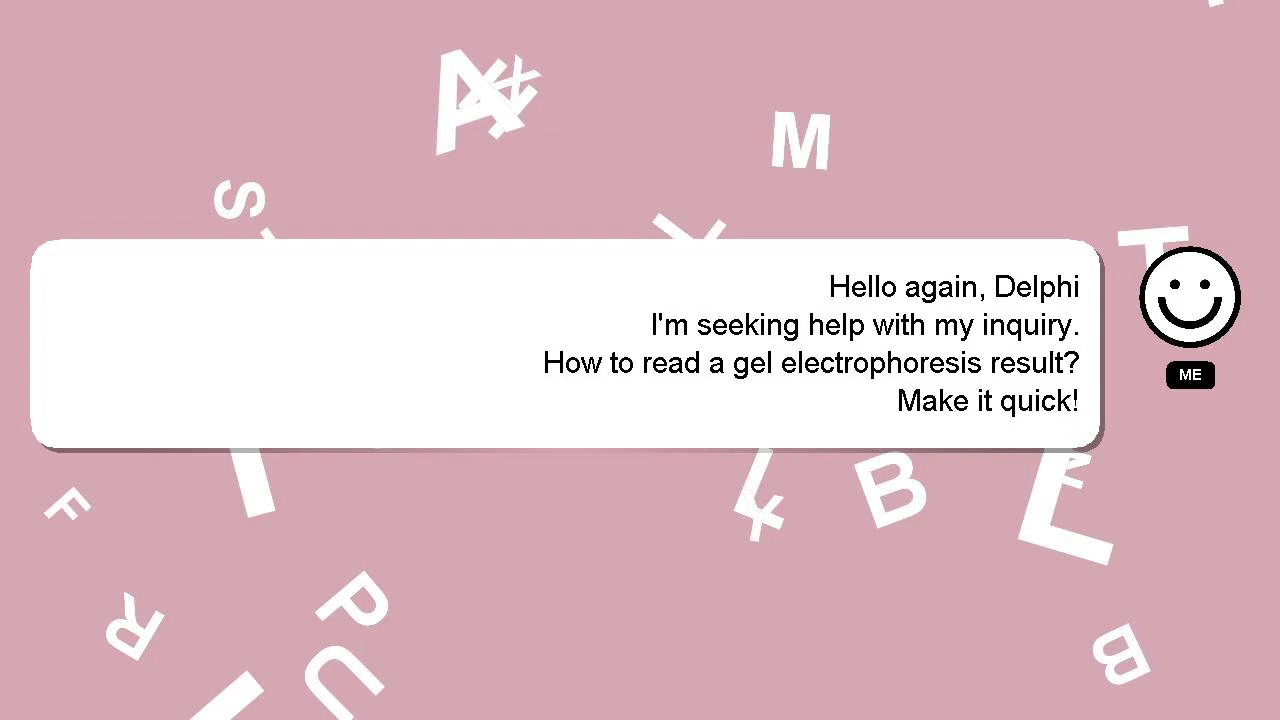 Hello again, Delphi
I'm seeking help with my inquiry.
How to read a gel electrophoresis result?
Make it quick!
ME
A
M
S
T
F
B
L
R
P
U
B